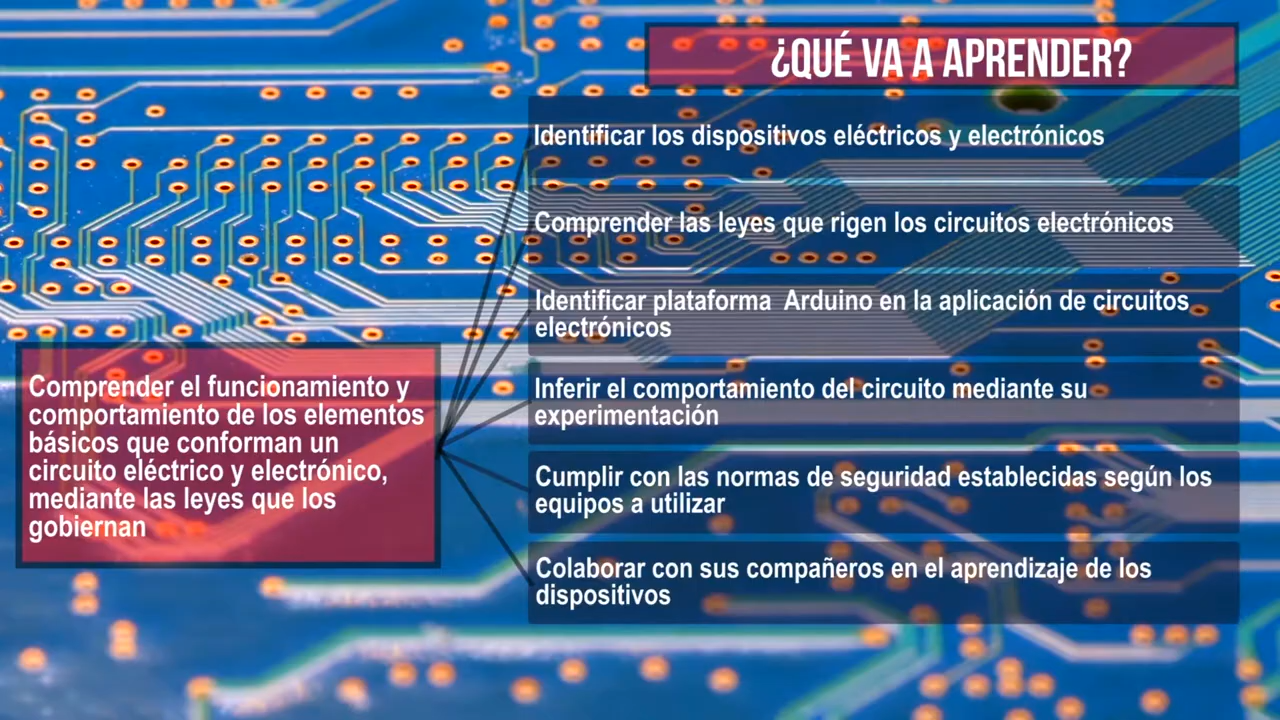 ¿QUÉ VA A APRENDER?
Identificar los dispositivos eléctricos y electrónicos
Comprender las leyes que rigen los circuitos electrónicos
Identificar plataforma  Arduino en la aplicación de circuitos
electrónicos
Inferir el comportamiento del circuito mediante su
experimentación
Cumplir con las normas de seguridad establecidas según los
equipos a utilizar
Colaborar con sus compañeros en el aprendizaje de los
dispositivos
Comprender el funcionamiento y
comportamiento de los elementos
básicos que conforman un
circuito eléctrico y electrónico,
mediante las leyes que los
gobiernan